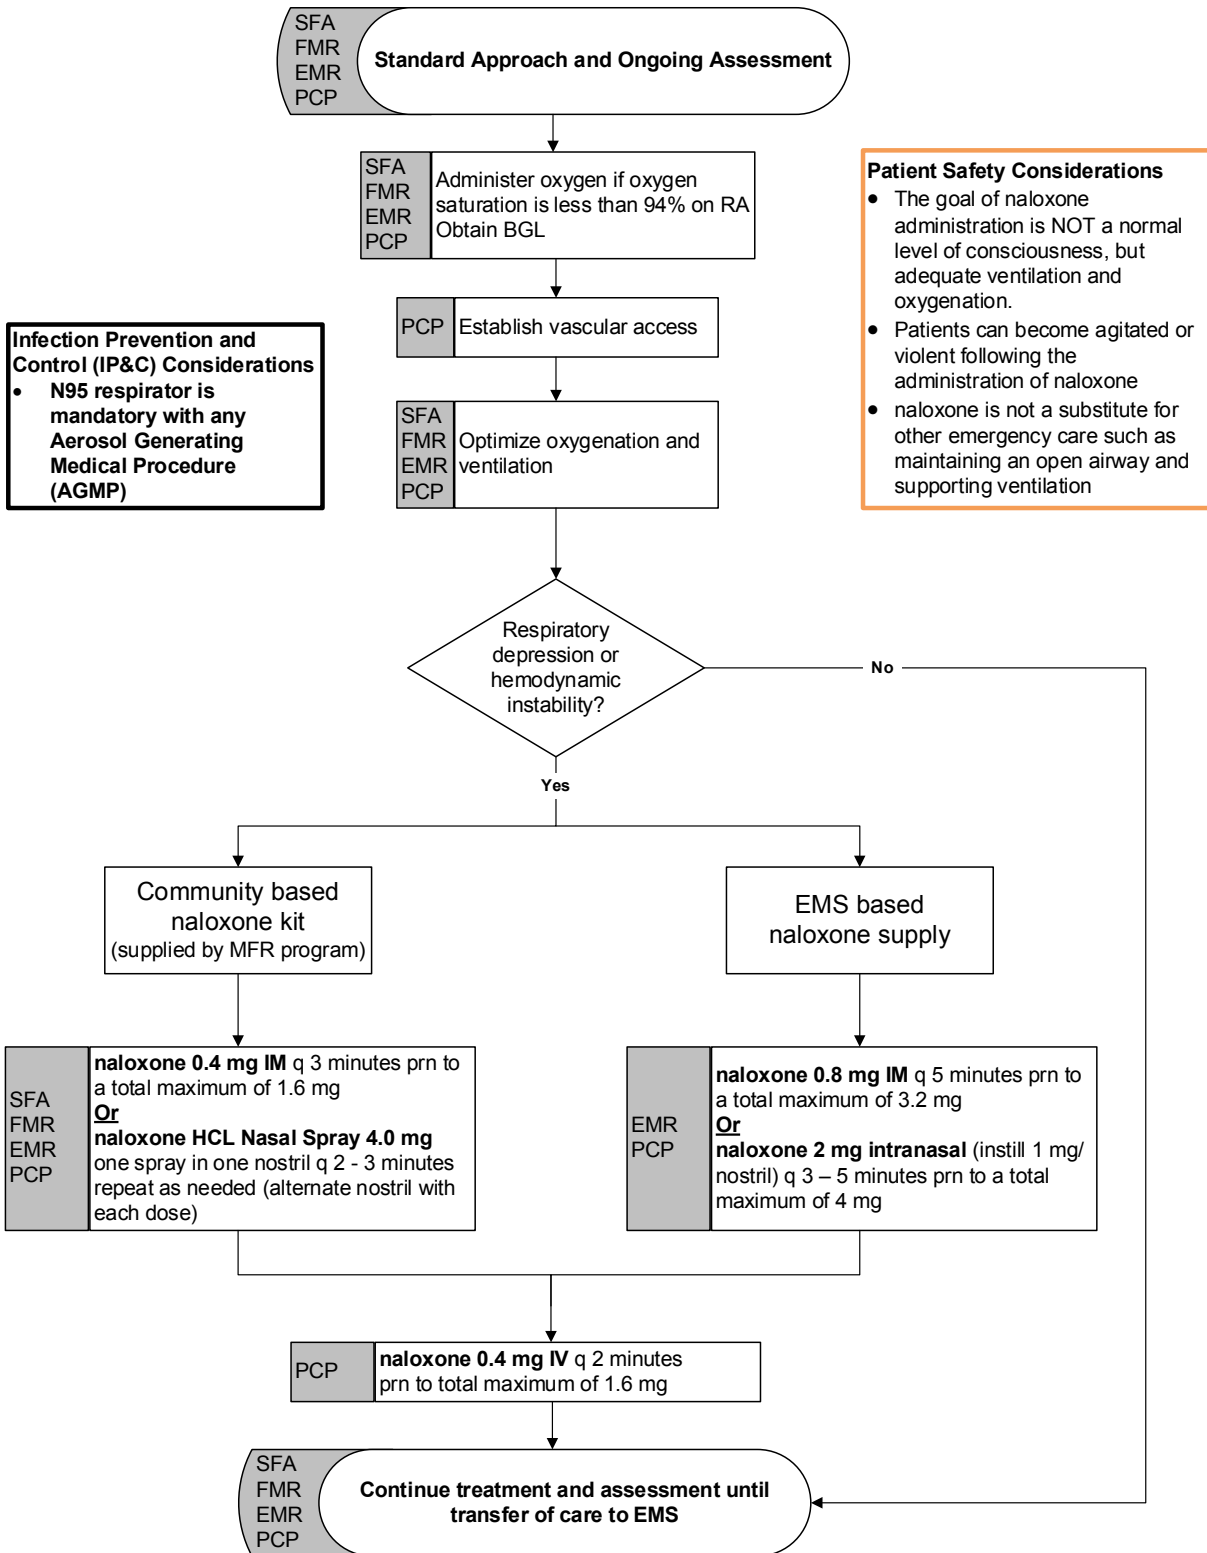 SFA
FMR
EMR
PCP
Standard Approach and Ongoing Assessment
SFA
FMR
EMR
PCP
Administer oxygen if oxygen
saturation is less than 94% on RA
Obtain BGL
Patient Safety Considerations
• The goal of naloxone
administration is NOT a normal
level of consciousness, but
adequate ventilation and
oxygenation.
• Patients can become agitated or
violent following the
administration of naloxone
• naloxone is not a substitute for
other emergency care such as
maintaining an open airway and
supporting ventilation
PCP
Establish vascular access
Infection Prevention and
Control (IP&C) Considerations
• N95 respirator is
mandatory with any
Aerosol Generating
Medical Procedure
(AGMP)
SFA
FMR
EMR
PCP
Optimize oxygenation and
ventilation
Respiratory
depression or
hemodynamic
instability?
No
Yes
Community based
naloxone kit
(supplied by MFR program)
EMS based
naloxone supply
SFA
FMR
EMR
PCP
naloxone 0.4 mg IM q 3 minutes prn to
a total maximum of 1.6 mg
Or
naloxone HCL Nasal Spray 4.0 mg
one spray in one nostril q 2 - 3 minutes
repeat as needed (alternate nostril with
each dose)
EMR
PCP
naloxone 0.8 mg IM q 5 minutes prn to
a total maximum of 3.2 mg
Or
naloxone 2 mg intranasal (instill 1 mg/
nostril) q 3 – 5 minutes prn to a total
maximum of 4 mg
PCP
naloxone 0.4 mg IV q 2 minutes
prn to total maximum of 1.6 mg
SFA
FMR
EMR
PCP
Continue treatment and assessment until
transfer of care to EMS